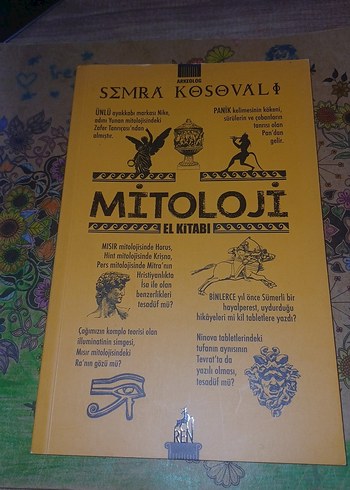 ARKEOLOG
SEMRA KOSOVALI
ÜNLÜ ayakkabı markası Nike,
adını Yunan mitolojisindeki
Zafer Tanrıçası'ndan
almıştır.
PANİK kelimesinin kökeni,
sürülerin ve çobanların
tanrısı olan
Pan'dan
gelir.
MİTOLOJİ
EL KİTABI
MISIR mitolojisinde Horus,
Hint mitolojisinde Krişna,
Pers mitolojisinde Mitra'nın
Hristiyanlıkta
İsa ile olan
benzerlikleri
tesadüf mü?
BİNLERCE yıl önce Sümerli bir
hayalperest, uydurduğu
hikâyeleri mi kil tabletlere yazdı?
Çağımızın komplo teorisi olan
illuminatinin simgesi,
Mısır mitolojisindeki
Ra'nın gözü mü?
Ninova tabletlerindeki
tufanın aynısının
Tevrat'ta da
yazılı olması,
tesadüf mü?
REN